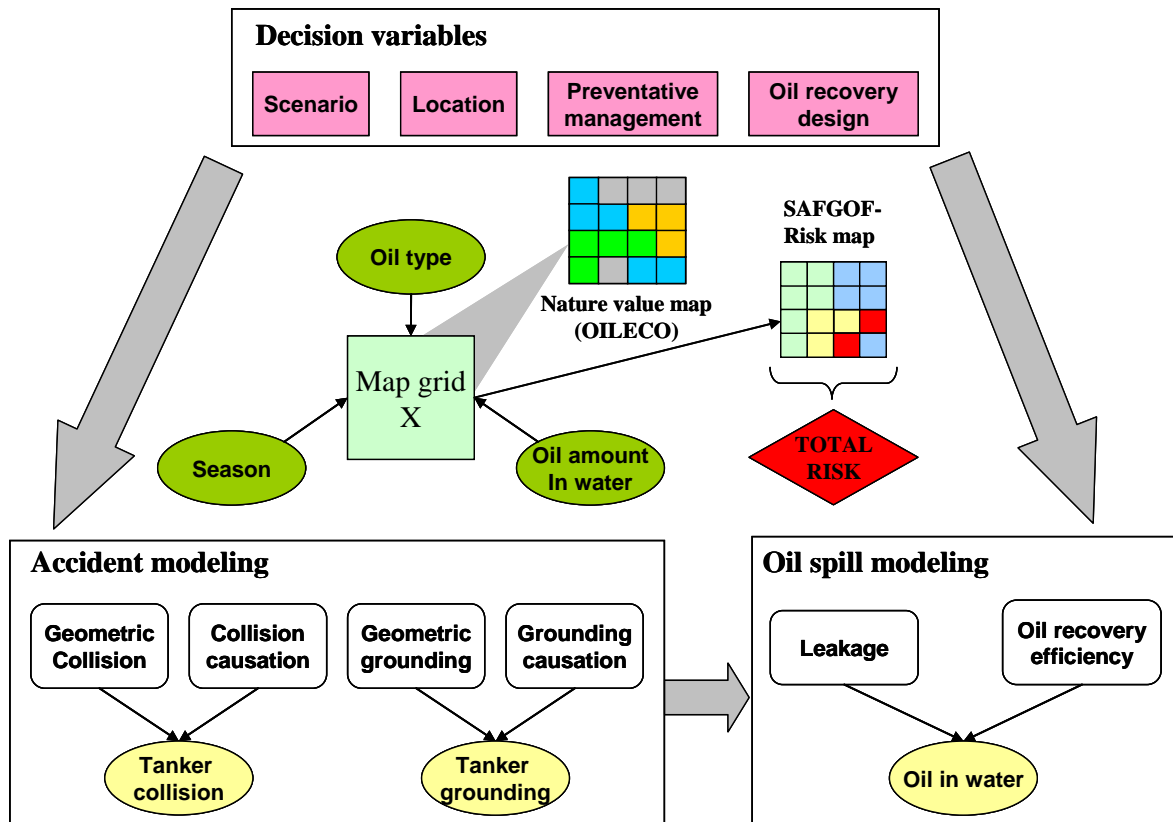 Decision variables
Scenario
Location
Preventative
management
Oil recovery
design
Oil type
Nature value map
(OILECO)
SAFGOF-
Risk map
Map grid
X
Season
Oil amount
In water
TOTAL
RISK
Accident modeling
Geometric
Collision
Collision
causation
Geometric
grounding
Grounding
causation
Tanker
collision
Tanker
grounding
Oil spill modeling
Leakage
Oil recovery
efficiency
Oil in water